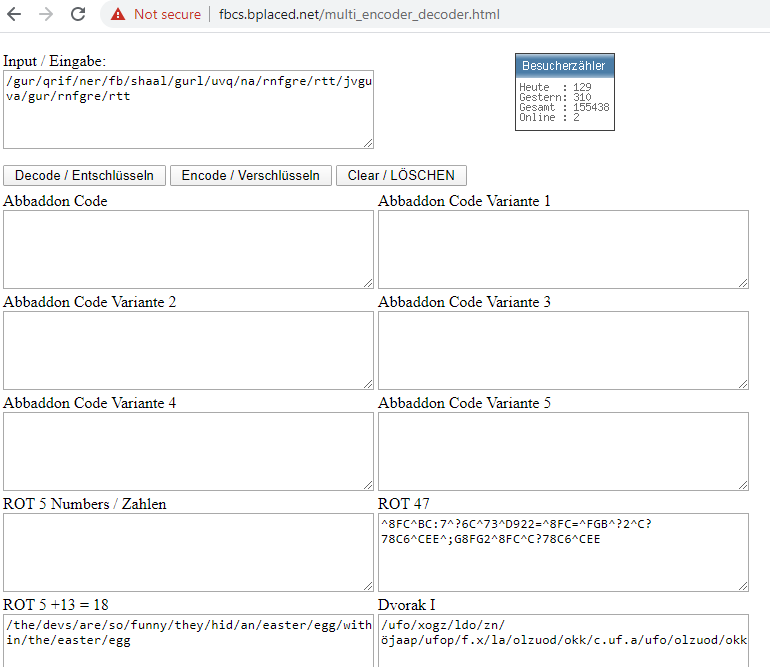 Not secure | fbcs.bplaced.net/multi_encoder_decoder.html
Input / Eingabe:
/gur/qrif/ner/fb/shaal/gurl/uvq/na/rnfgre/rtt/jvgu
va/gur/rnfgre/rtt
Besucherzähler
Heute : 129
Gestern: 310
Gesamt : 155438
Online : 2
Decode / Entschlüsseln
Encode / Verschlüsseln
Clear / LÖSCHEN
Abbaddon Code
Abbaddon Code Variante 1
Abbaddon Code Variante 2
Abbaddon Code Variante 3
Abbaddon Code Variante 4
Abbaddon Code Variante 5
ROT 5 Numbers / Zahlen
ROT 47
^8FC^BC:7^?6C^73^D922=^8FC=^FGB^?2^C?
78C6^CEE^;G8FG2^8FC^C?78C6^CEE
ROT 5 +13 = 18
Dvorak I
/the/devs/are/so/funny/they/hid/an/easter/egg/with
in/the/easter/egg
/ufo/xogz/ldo/zn/
öjaap/ufop/f.x/la/olzuod/okk/c.uf.a/ufo/olzuod/okk